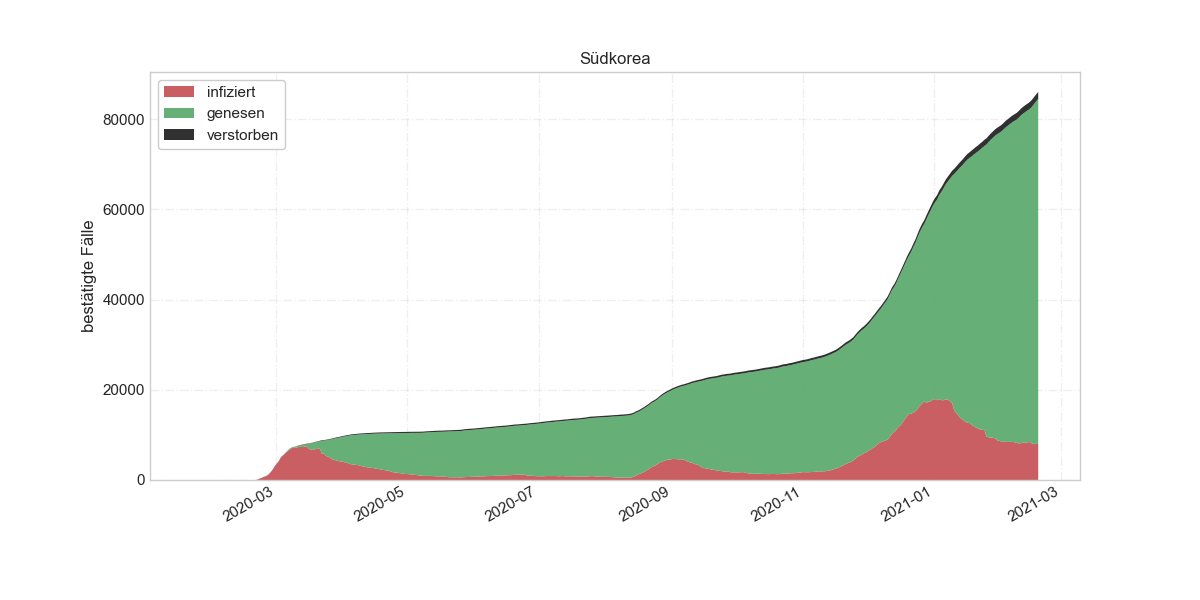 Südkorea
infiziert
genesen
verstorben
bestätigte Fälle
80000
60000
40000
20000
0
2020-03
2020-05
2020-07
2020-09
2020-11
2021-01
2021-03